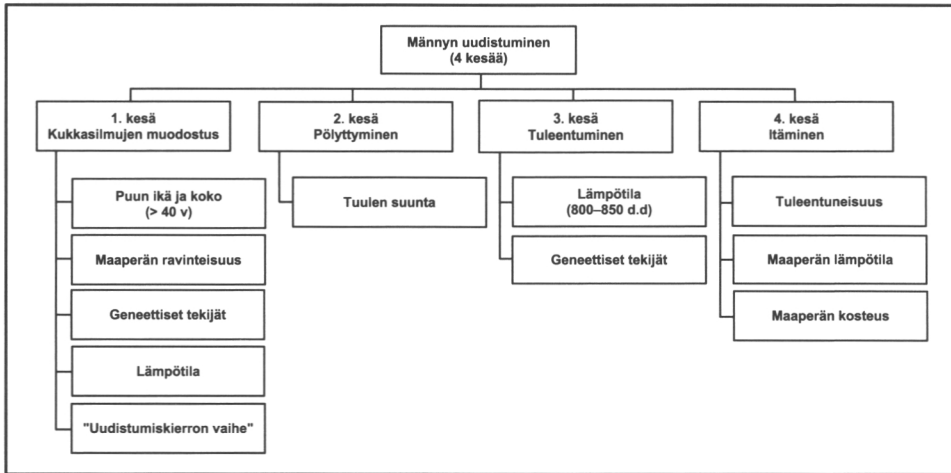 Männyn uudistuminen
(4 kesää)
1. kesä
Kukkasilmujen muodostus
Puun ikä ja koko
(> 40 v)
Maaperän ravinteisuus
Geneettiset tekijät
Lämpötila
"Uudistumiskierron vaihe"
2. kesä
Pölyttyminen
Tuulen suunta
3. kesä
Tuleentuminen
Lämpötila
(800–850 d.d)
Geneettiset tekijät
4. kesä
Itäminen
Tuleentuneisuus
Maaperän lämpötila
Maaperän kosteus